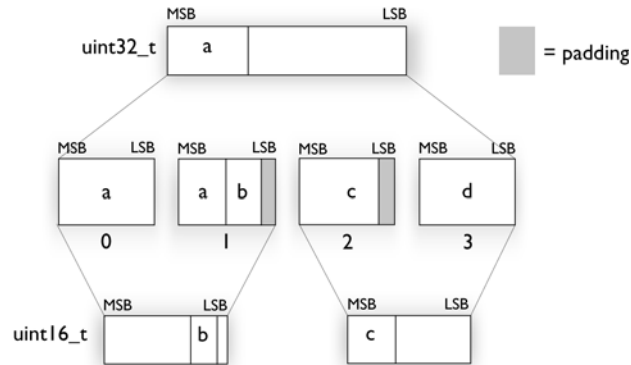 MSB LSB
uint32_t a = padding
MSB LSB MSB LSB MSB LSB MSB LSB
a a b c d
0 1 2 3
MSB LSB MSB LSB
uint16_t b c